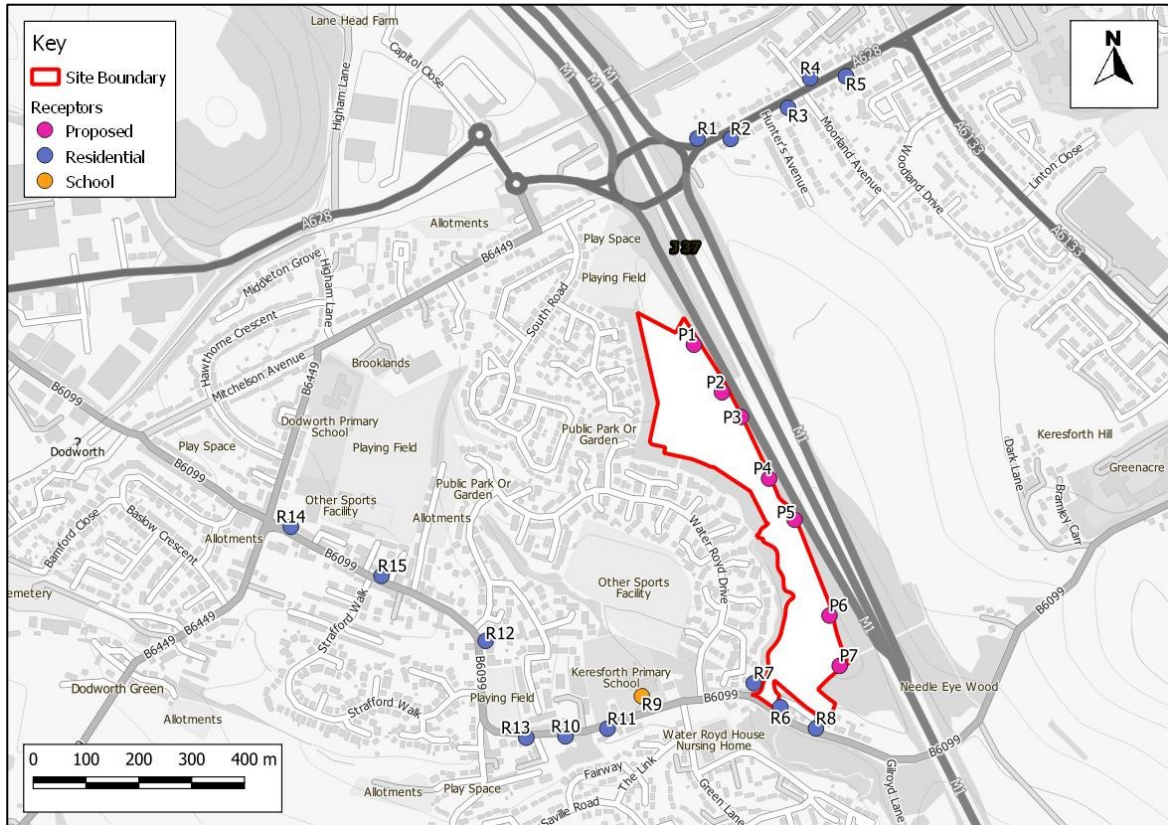 Key
Site Boundary
Receptors
Proposed
Residential
School
N
Lane Head Farm
Capitol Close
Higham Lane
M1
M1
A628
R4
R5
R3
R1
R2
Hunter's Avenue
Moorland Avenue
Woodland Drive
A6133
Linton Close
A6133
A628
Allotments
B6449
Play Space
J 37
Playing Field
Middleton Grove
Higham Lane
South Road
Hawthorne Crescent
Mitchelson Avenue
B6449
Brooklands
P1
P2
P3
M1
M1
B6099
Dodworth Primary
School
Playing Field
Public Park Or
Garden
Keresforth Hill
?
Dodworth
Play Space
Dark Lane
Greenacre
Bramley Carr
P4
P5
B6099
Other Sports
Facility
Public Park Or
Garden
Allotments
R14
Allotments
Bamford Close
Baslow Crescent
B6099
R15
Water Royd Drive
Other Sports
Facility
B6099
emetery
B6449
B6449
Strafford Walk
R12
P6
M1
P7
Dodworth Green
Allotments
Strafford Walk
B6099
Playing Field
Keresforth Primary
School
R9
R7
B6099
R6
R8
Needle Eye Wood
R13
R10
R11
Water Royd House
Nursing Home
B6099
Fairway
The Link
Green Lane
Gilroyd Lane
M1
Allotments
Play Space
Saville Road
0 100 200 300 400 m